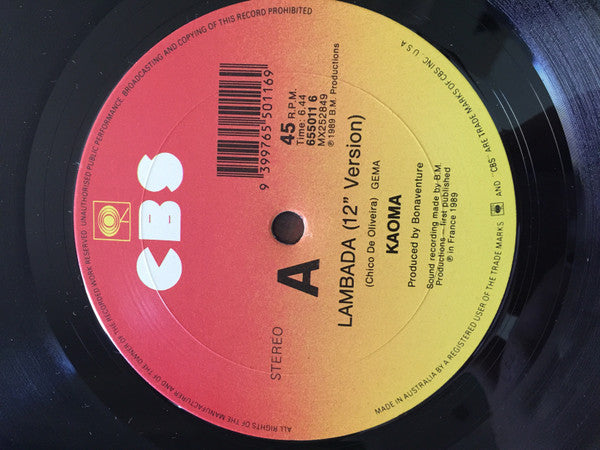 ALL RIGHTS OF THE MANUFACTURER AND OF THE OWNER OF THE RECORDED WORK RESERVED. UNAUTHORISED PUBLIC PERFORMANCE, BROADCASTING AND COPYING OF THIS RECORD PROHIBITED
CBS
STEREO
A
45 R.P.M.
Time: 6.44
655011 6
MX252849
℗ 1989 B.M. Productions
9 399765 501169
LAMBADA (12" Version)
(Chico De Oliveira) GEMA
KAOMA
Produced by Bonaventure
Sound recording made by B.M.
Productions—first published
℗ in France 1989
MADE IN AUSTRALIA BY A REGISTERED USER OF THE TRADE MARKS AND "CBS" ARE TRADE MARKS OF CBS INC. U.S.A.